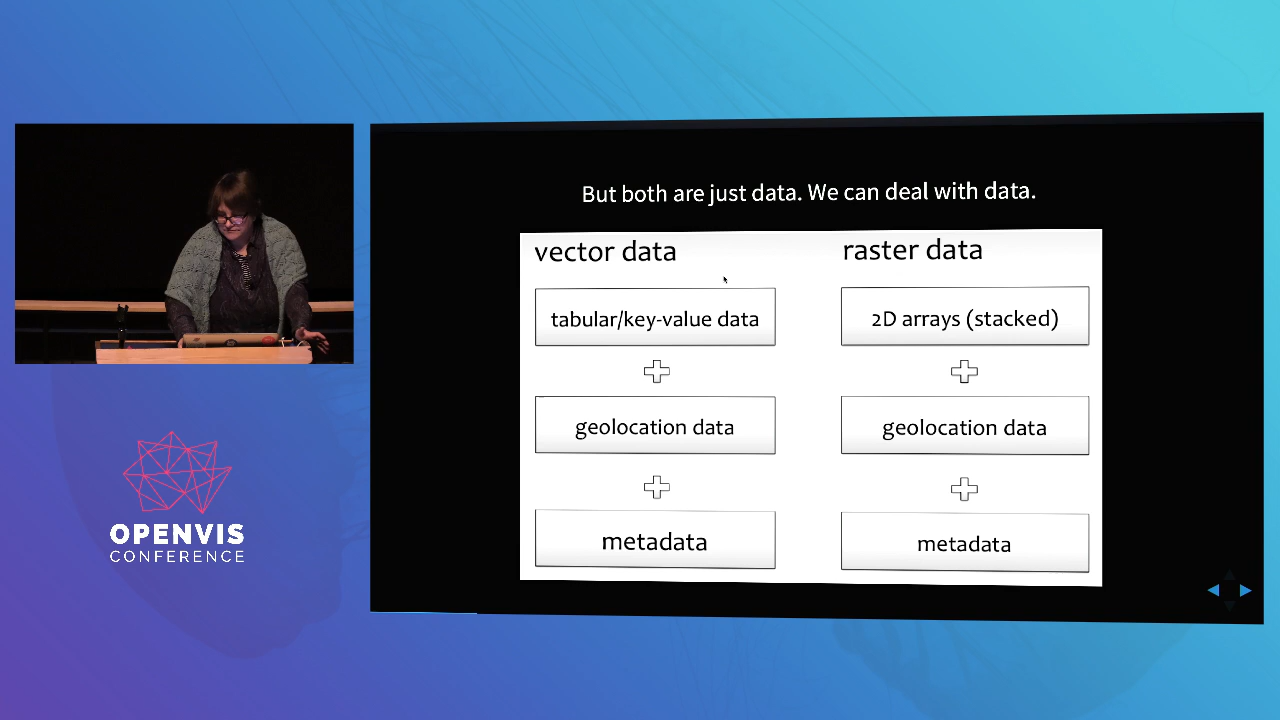 But both are just data. We can deal with data.
vector data
tabular/key-value data
geolocation data
metadata
raster data
2D arrays (stacked)
geolocation data
metadata
OPENVIS
CONFERENCE